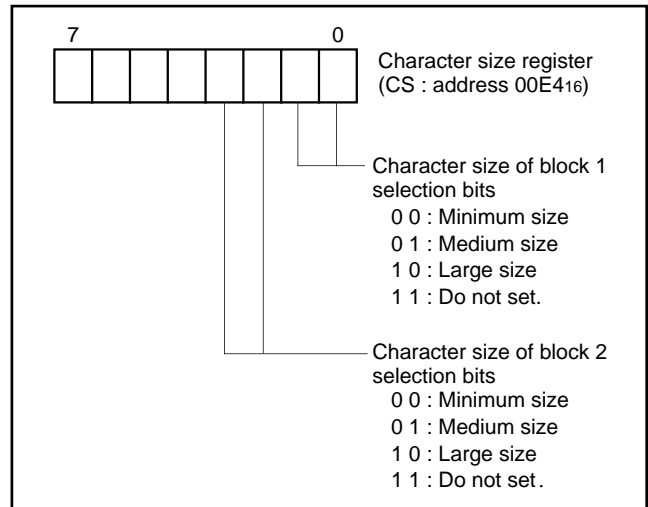 7 0
Character size register
(CS : address 00E4₁₆)
Character size of block 1
selection bits
0 0 : Minimum size
0 1 : Medium size
1 0 : Large size
1 1 : Do not set.
Character size of block 2
selection bits
0 0 : Minimum size
0 1 : Medium size
1 0 : Large size
1 1 : Do not set.